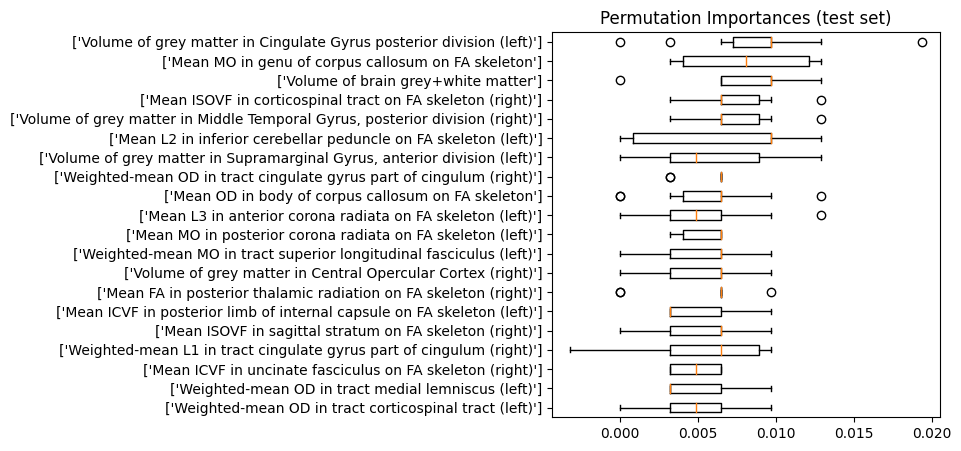 Permutation Importances (test set)
['Volume of grey matter in Cingulate Gyrus posterior division (left)']
['Mean MO in genu of corpus callosum on FA skeleton']
['Volume of brain grey+white matter']
['Mean ISOVF in corticospinal tract on FA skeleton (right)']
['Volume of grey matter in Middle Temporal Gyrus, posterior division (right)']
['Mean L2 in inferior cerebellar peduncle on FA skeleton (left)']
['Volume of grey matter in Supramarginal Gyrus, anterior division (left)']
['Weighted-mean OD in tract cingulate gyrus part of cingulum (right)']
['Mean OD in body of corpus callosum on FA skeleton']
['Mean L3 in anterior corona radiata on FA skeleton (left)']
['Mean MO in posterior corona radiata on FA skeleton (left)']
['Weighted-mean MO in tract superior longitudinal fasciculus (left)']
['Volume of grey matter in Central Opercular Cortex (right)']
['Mean FA in posterior thalamic radiation on FA skeleton (right)']
['Mean ICVF in posterior limb of internal capsule on FA skeleton (left)']
['Mean ISOVF in sagittal stratum on FA skeleton (right)']
['Weighted-mean L1 in tract cingulate gyrus part of cingulum (right)']
['Mean ICVF in uncinate fasciculus on FA skeleton (right)']
['Weighted-mean OD in tract medial lemniscus (left)']
['Weighted-mean OD in tract corticospinal tract (left)']
0.000 0.005 0.010 0.015 0.020